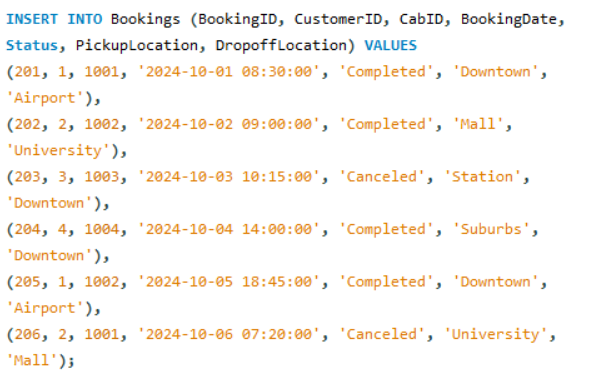 INSERT INTO Bookings (BookingID, CustomerID, CabID, BookingDate,
Status, PickupLocation, DropoffLocation) VALUES
(201, 1, 1001, '2024-10-01 08:30:00', 'Completed', 'Downtown',
'Airport'),
(202, 2, 1002, '2024-10-02 09:00:00', 'Completed', 'Mall',
'University'),
(203, 3, 1003, '2024-10-03 10:15:00', 'Canceled', 'Station',
'Downtown'),
(204, 4, 1004, '2024-10-04 14:00:00', 'Completed', 'Suburbs',
'Downtown'),
(205, 1, 1002, '2024-10-05 18:45:00', 'Completed', 'Downtown',
'Airport'),
(206, 2, 1001, '2024-10-06 07:20:00', 'Canceled', 'University',
'Mall');